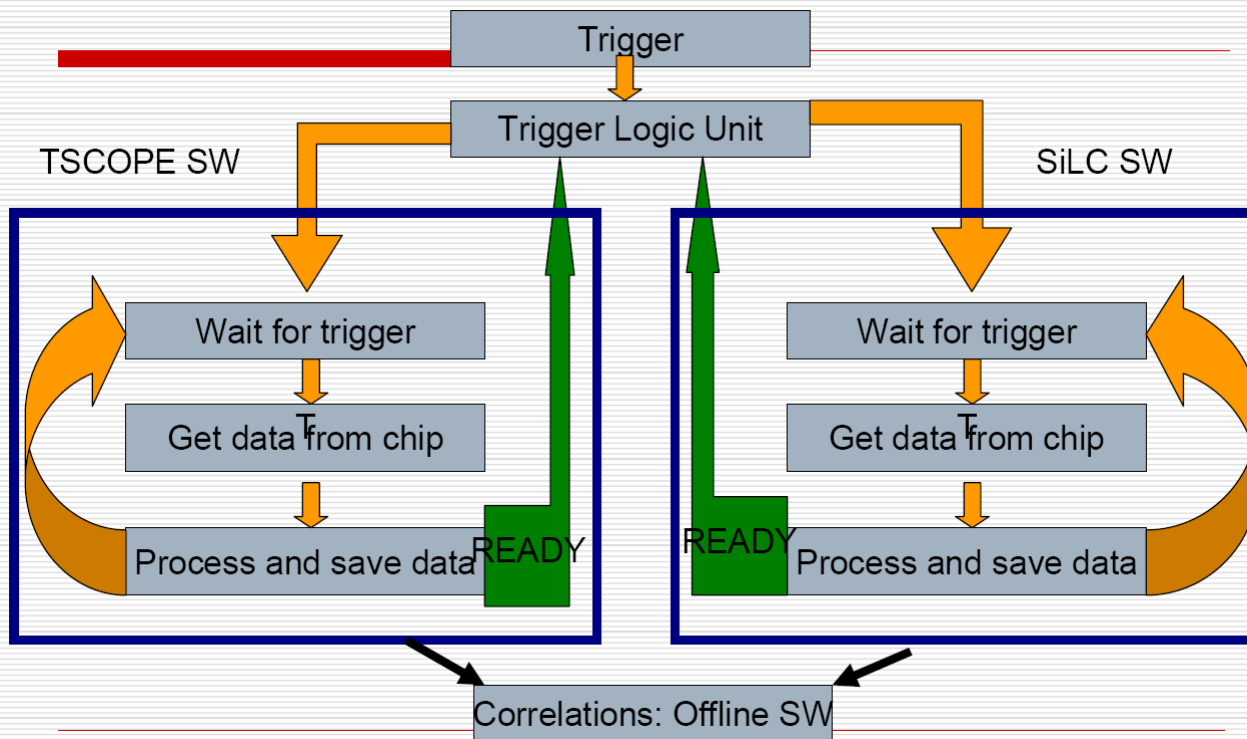 Trigger
Trigger Logic Unit
TSCOPE SW
SiLC SW
Wait for trigger
Wait for trigger
T
Get data from chip
T
Get data from chip
READY
READY
Process and save data
Process and save data
Correlations: Offline SW